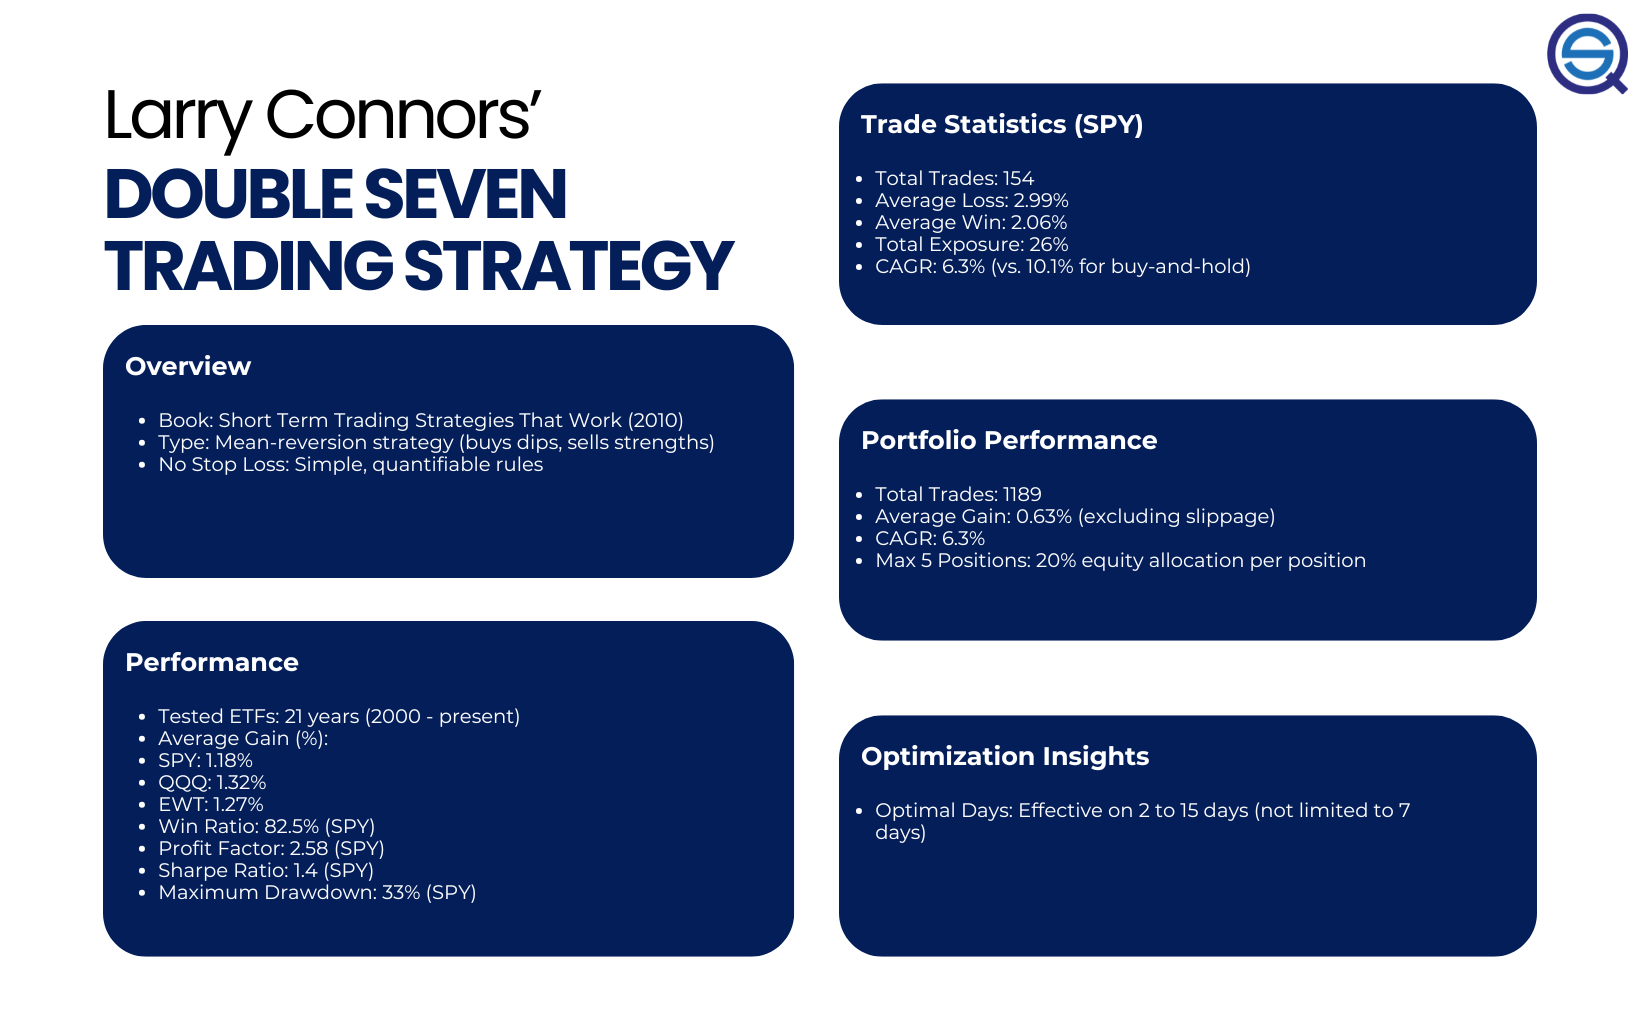 Larry Connors’
DOUBLE SEVEN
TRADING STRATEGY
Overview
• Book: Short Term Trading Strategies That Work (2010)
• Type: Mean-reversion strategy (buys dips, sells strengths)
• No Stop Loss: Simple, quantifiable rules
Performance
• Tested ETFs: 21 years (2000 - present)
• Average Gain (%):
• SPY: 1.18%
• QQQ: 1.32%
• EWT: 1.27%
• Win Ratio: 82.5% (SPY)
• Profit Factor: 2.58 (SPY)
• Sharpe Ratio: 1.4 (SPY)
• Maximum Drawdown: 33% (SPY)
Trade Statistics (SPY)
• Total Trades: 154
• Average Loss: 2.99%
• Average Win: 2.06%
• Total Exposure: 26%
• CAGR: 6.3% (vs. 10.1% for buy-and-hold)
Portfolio Performance
• Total Trades: 1189
• Average Gain: 0.63% (excluding slippage)
• CAGR: 6.3%
• Max 5 Positions: 20% equity allocation per position
Optimization Insights
• Optimal Days: Effective on 2 to 15 days (not limited to 7
days)